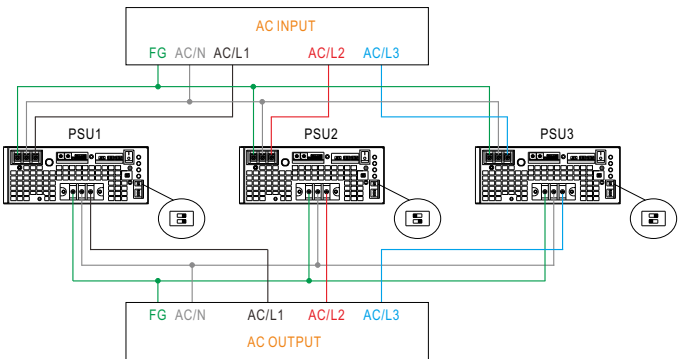 AC INPUT
FG AC/N AC/L1 AC/L2 AC/L3
PSU1 PSU2 PSU3
FG AC/N AC/L1 AC/L2 AC/L3
AC OUTPUT